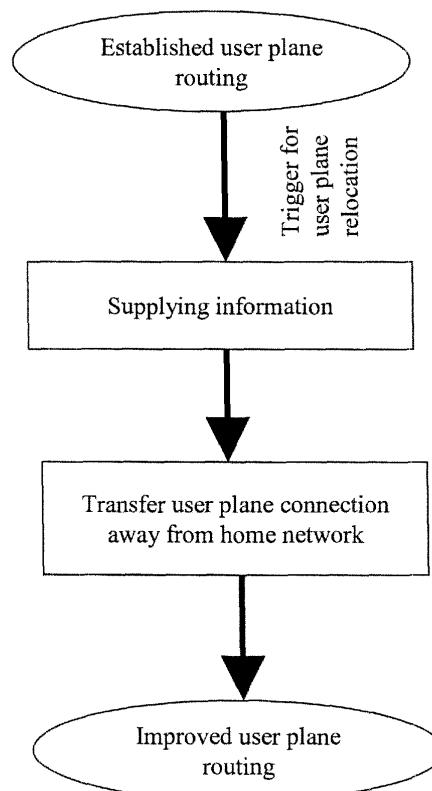 Established user plane
routing
Trigger for
user plane
relocation
Supplying information
Transfer user plane connection
away from home network
Improved user plane
routing